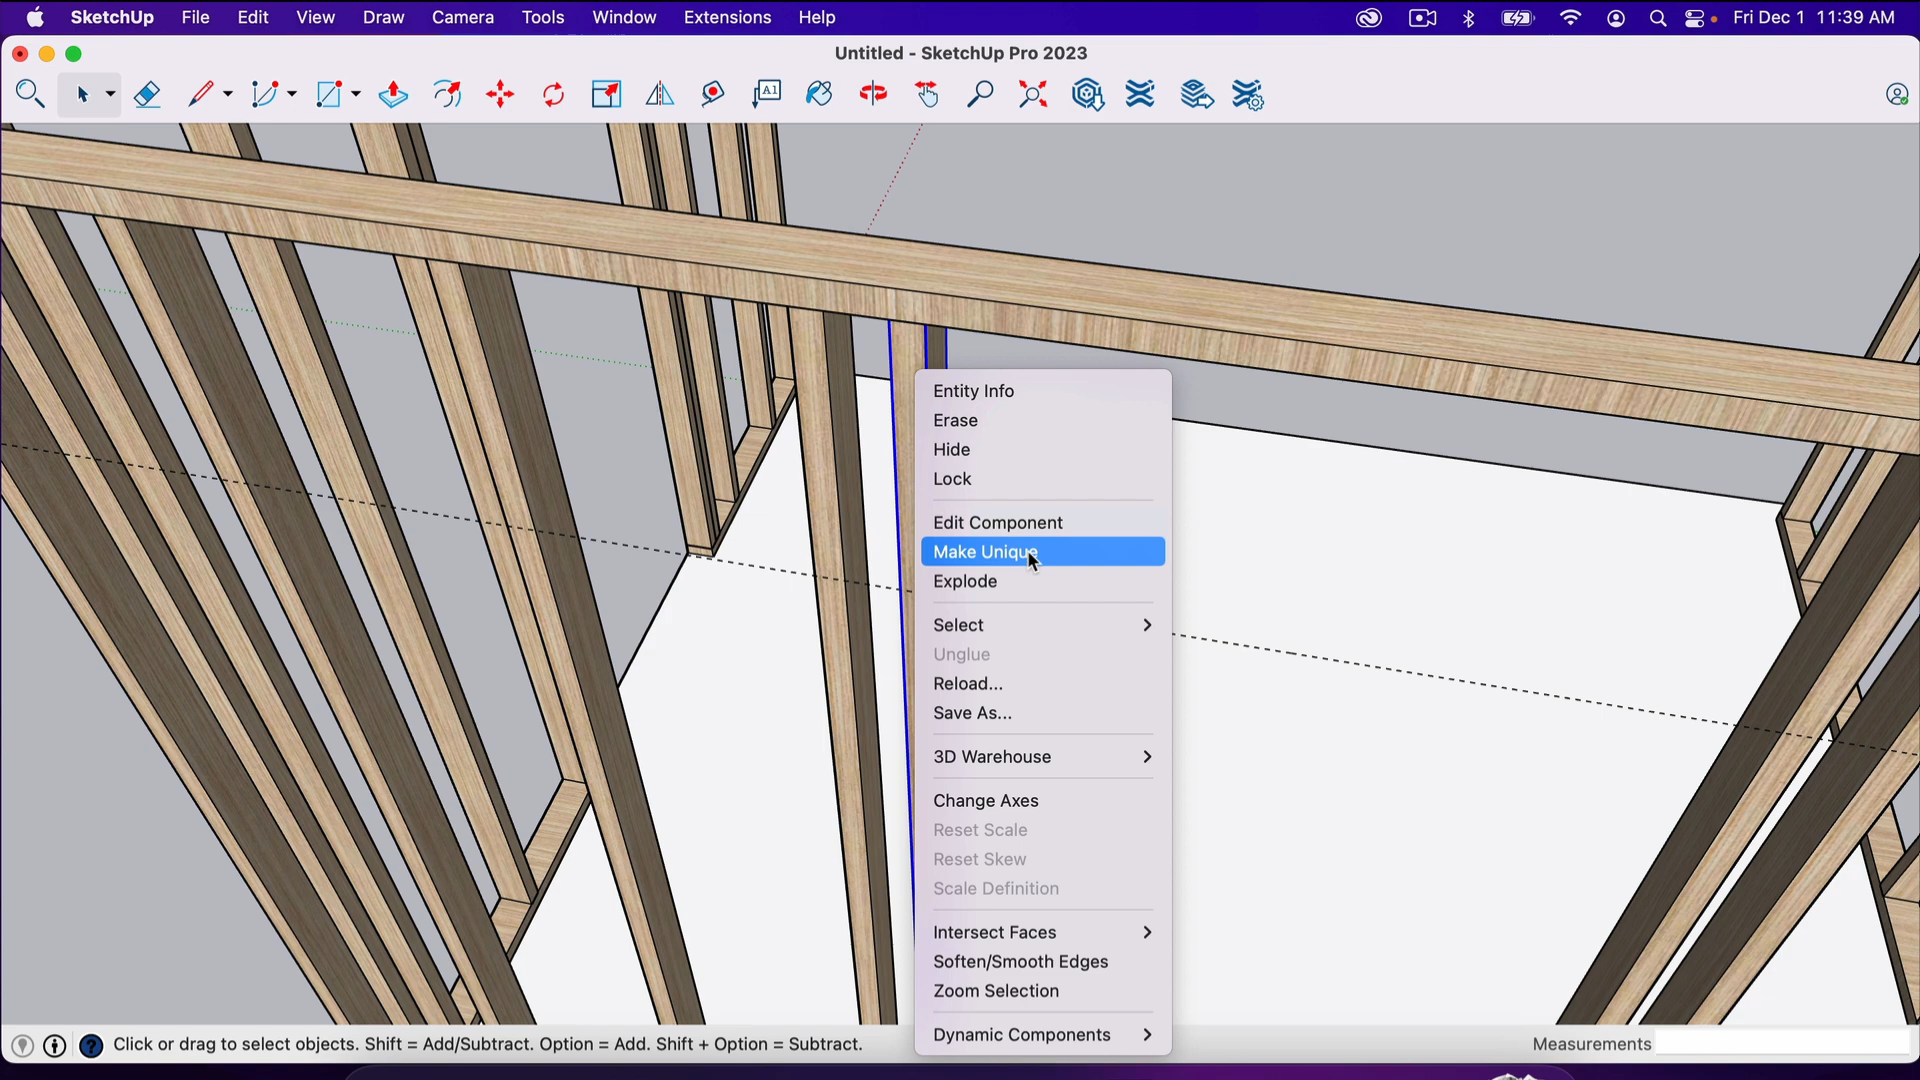 SketchUp File Edit View Draw Camera Tools Window Extensions Help Fri Dec 1 11:39 AM
Untitled - SketchUp Pro 2023
A1
Entity Info
Erase
Hide
Lock
Edit Component
Make Unique
Explode
Select
Unglue
Reload...
Save As...
3D Warehouse
Change Axes
Reset Scale
Reset Skew
Scale Definition
Intersect Faces
Soften/Smooth Edges
Zoom Selection
Dynamic Components
Click or drag to select objects. Shift = Add/Subtract. Option = Add. Shift + Option = Subtract. Measurements